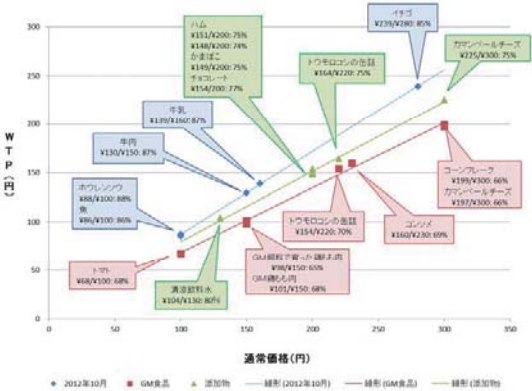 ハム
¥151/¥200: 75%
¥148/¥200: 74%
かまぼこ
¥149/¥200: 75%
チョコレート
¥154/200: 77%
イチゴ
¥239/¥280: 85%
カマンベールチーズ
¥225/¥300: 75%
トウモロコシの缶詰
¥164/¥220: 75%
牛乳
¥139/¥160: 87%
牛肉
¥130/¥150: 87%
ホウレンソウ
¥88/¥100: 88%
魚
¥86/¥100: 86%
コーンフレーク
¥199/¥300: 66%
カマンベールチーズ
¥197/¥300: 66%
トウモロコシの缶詰
¥154/¥220: 70%
コンソメ
¥160/¥230: 69%
トマト
¥68/¥100: 68%
清涼飲料水
¥104/¥130: 80%
GM飼料で育った鶏もも肉
¥98/¥150: 65%
GM鶏もも肉
¥101/¥150: 68%
WTP(円)
300
250
200
150
100
50
0
0 50 100 150 200 250 300 350
通常価格(円)
2012年10月 GM食品 添加物 線形 (2012年10月) 線形 (GM食品) 線形 (添加物)